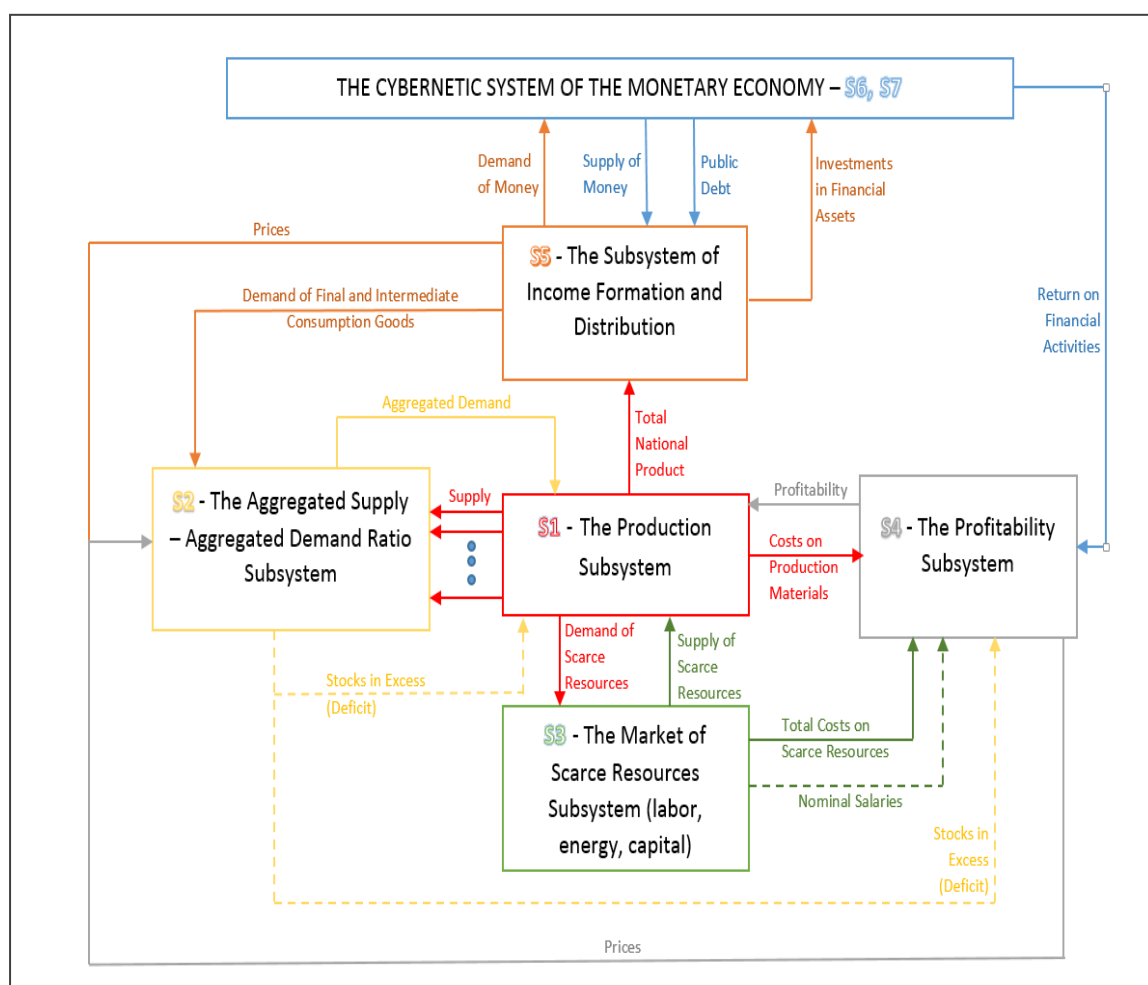 THE CYBERNETIC SYSTEM OF THE MONETARY ECONOMY – S6, S7
Demand
of Money
Supply of
Money
Public
Debt
Investments
in Financial
Assets
Prices
S5 - The Subsystem of
Income Formation and
Distribution
Demand of Final and Intermediate
Consumption Goods
Return on
Financial
Activities
Aggregated Demand
Total
National
Product
S2 - The Aggregated Supply
– Aggregated Demand Ratio
Subsystem
Supply
S1 - The Production
Subsystem
Profitability
Costs on
Production
Materials
S4 - The Profitability
Subsystem
Demand of
Scarce
Resources
Supply of
Scarce
Resources
Stocks in Excess
(Deficit)
S3 - The Market of
Scarce Resources
Subsystem (labor,
energy, capital)
Total Costs on
Scarce Resources
Nominal Salaries
Stocks in
Excess
(Deficit)
Prices